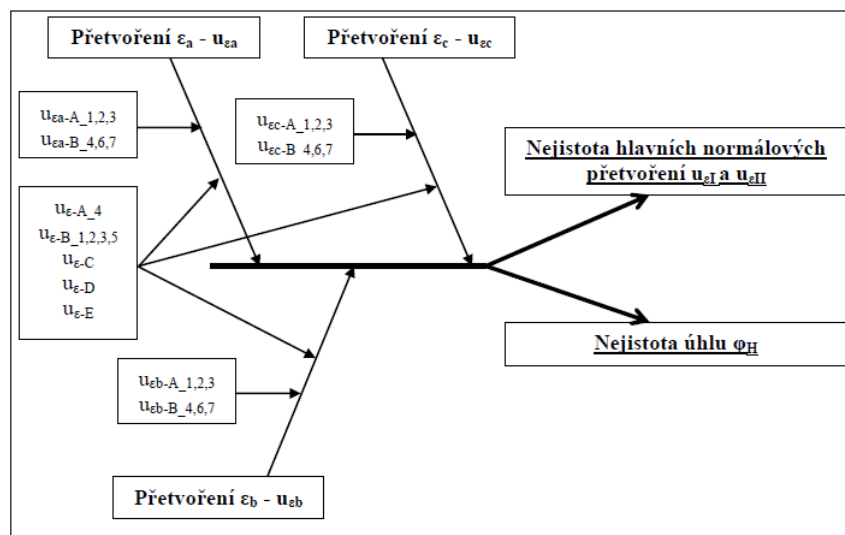 Přetvoření εa - uεa
Přetvoření εc - uεc
uεa-A_1,2,3
uεa-B_4,6,7
uεc-A_1,2,3
uεc-B 4,6,7
Nejistota hlavních normálových
přetvoření uεI a uεII
uε-A_4
uε-B_1,2,3,5
uε-C
uε-D
uε-E
Nejistota úhlu φH
uεb-A_1,2,3
uεb-B_4,6,7
Přetvoření εb - uεb